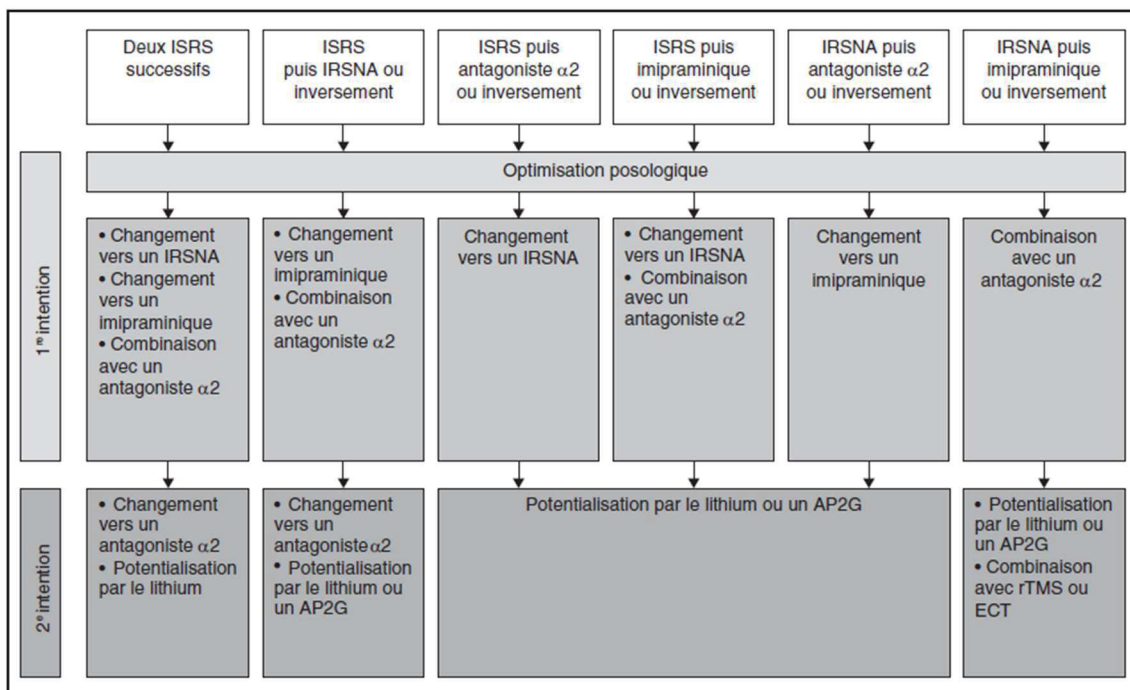 Deux ISRS
successifs
ISRS
puis IRSNA ou
inversement
ISRS puis
antagoniste α2
ou inversement
ISRS puis
imipraminique
ou inversement
IRSNA puis
antagoniste α2
ou inversement
IRSNA puis
imipraminique
ou inversement
1re intention
Optimisation posologique
• Changement
vers un IRSNA
• Changement
vers un
imipraminique
• Combinaison
avec un
antagoniste α2
• Changement
vers un
imipraminique
• Combinaison
avec un
antagoniste α2
Changement
vers un IRSNA
• Changement
vers un IRSNA
• Combinaison
avec un
antagoniste α2
Changement
vers un
imipraminique
Combinaison
avec un
antagoniste α2
2e intention
• Changement
vers un
antagoniste α2
• Potentialisation
par le lithium
• Changement
vers un
antagoniste α2
• Potentialisation
par le lithium ou
un AP2G
Potentialisation par le lithium ou un AP2G
• Potentialisation
par le lithium ou
un AP2G
• Combinaison
avec rTMS ou
ECT